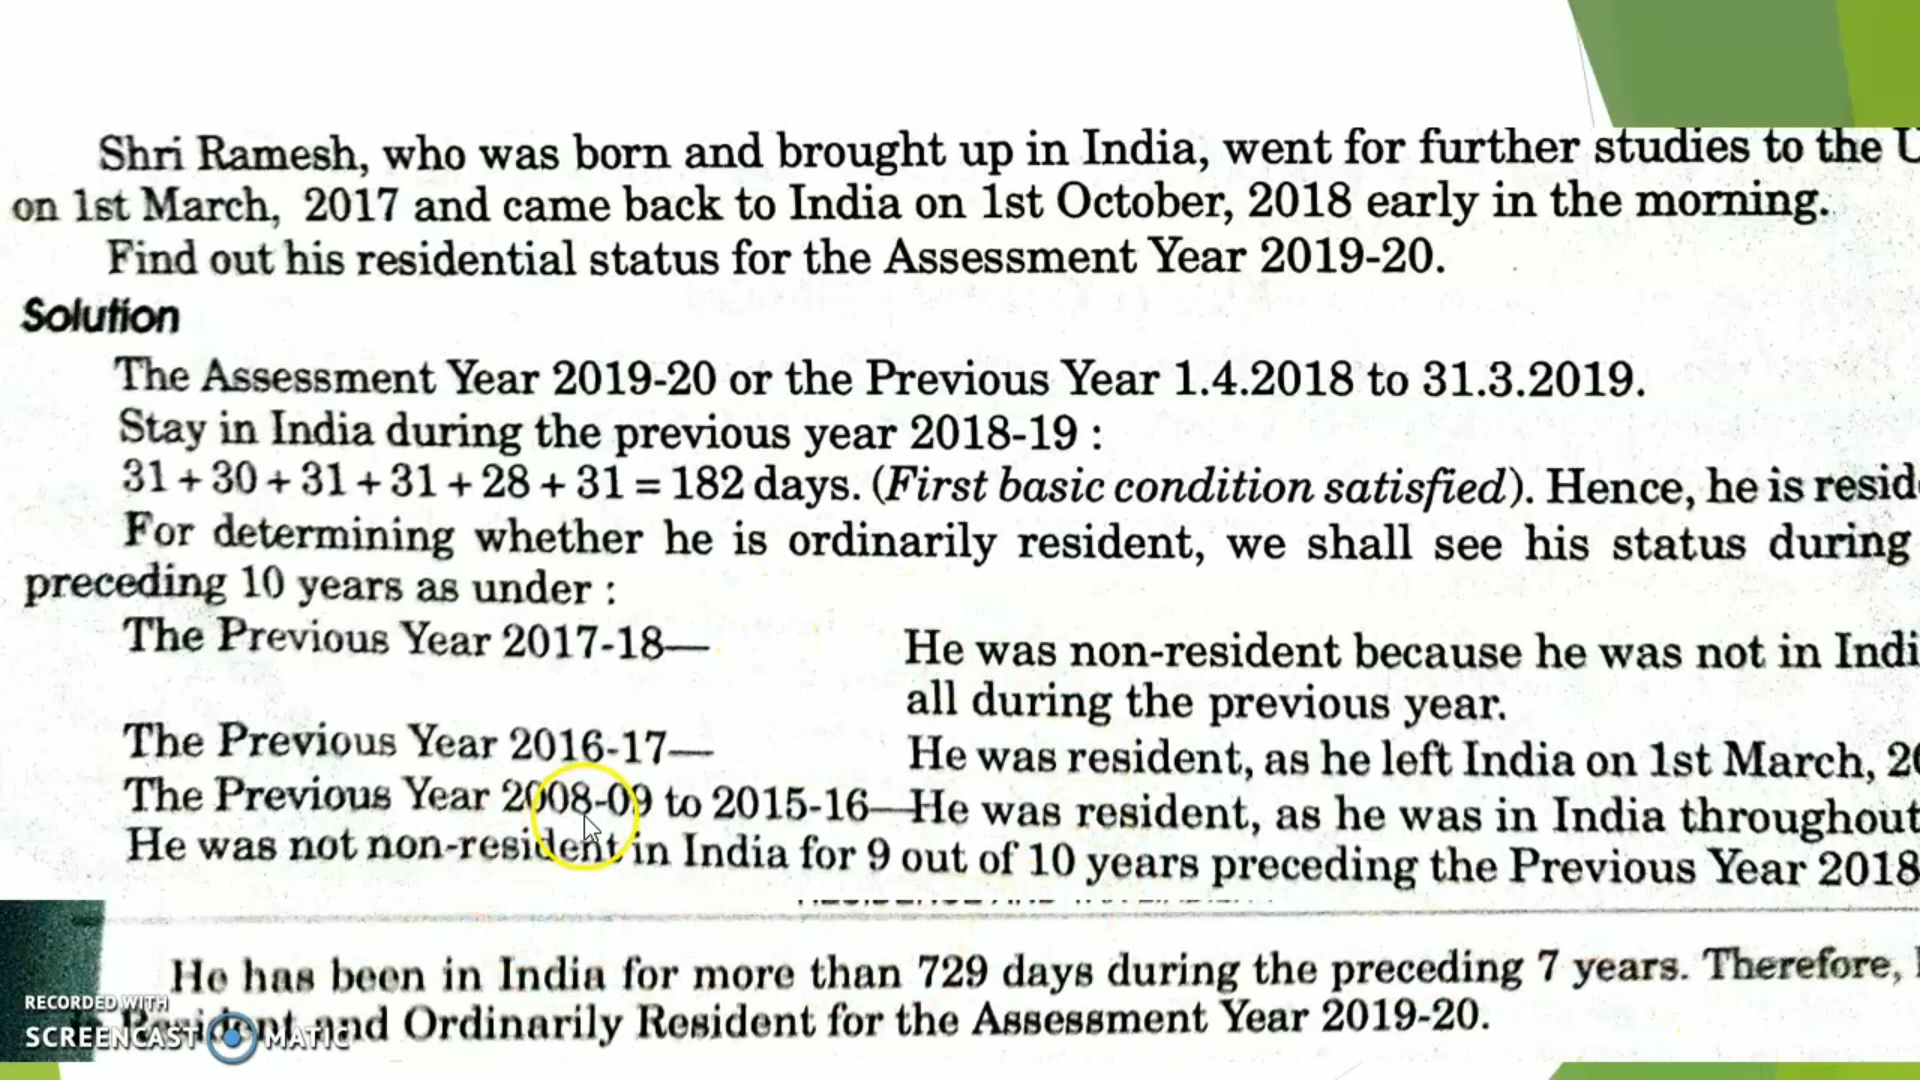 Shri Ramesh, who was born and brought up in India, went for further studies to the
on 1st March, 2017 and came back to India on 1st October, 2018 early in the morning.
Find out his residential status for the Assessment Year 2019-20.
Solution
The Assessment Year 2019-20 or the Previous Year 1.4.2018 to 31.3.2019.
Stay in India during the previous year 2018-19 :
31 + 30 + 31 + 31 + 28 + 31 = 182 days. (First basic condition satisfied). Hence, he is
For determining whether he is ordinarily resident, we shall see his status during
preceding 10 years as under :
The Previous Year 2017-18— He was non-resident because he was not in
all during the previous year.
The Previous Year 2016-17— He was resident, as he left India on 1st March,
The Previous Year 2008-09 to 2015-16—He was resident, as he was in India throughout
He was not non-resident in India for 9 out of 10 years preceding the Previous Year 2018
He has been in India for more than 729 days during the preceding 7 years. Therefore,
Resident and Ordinarily Resident for the Assessment Year 2019-20.
RECORDED WITH
SCREENCAST MATIC